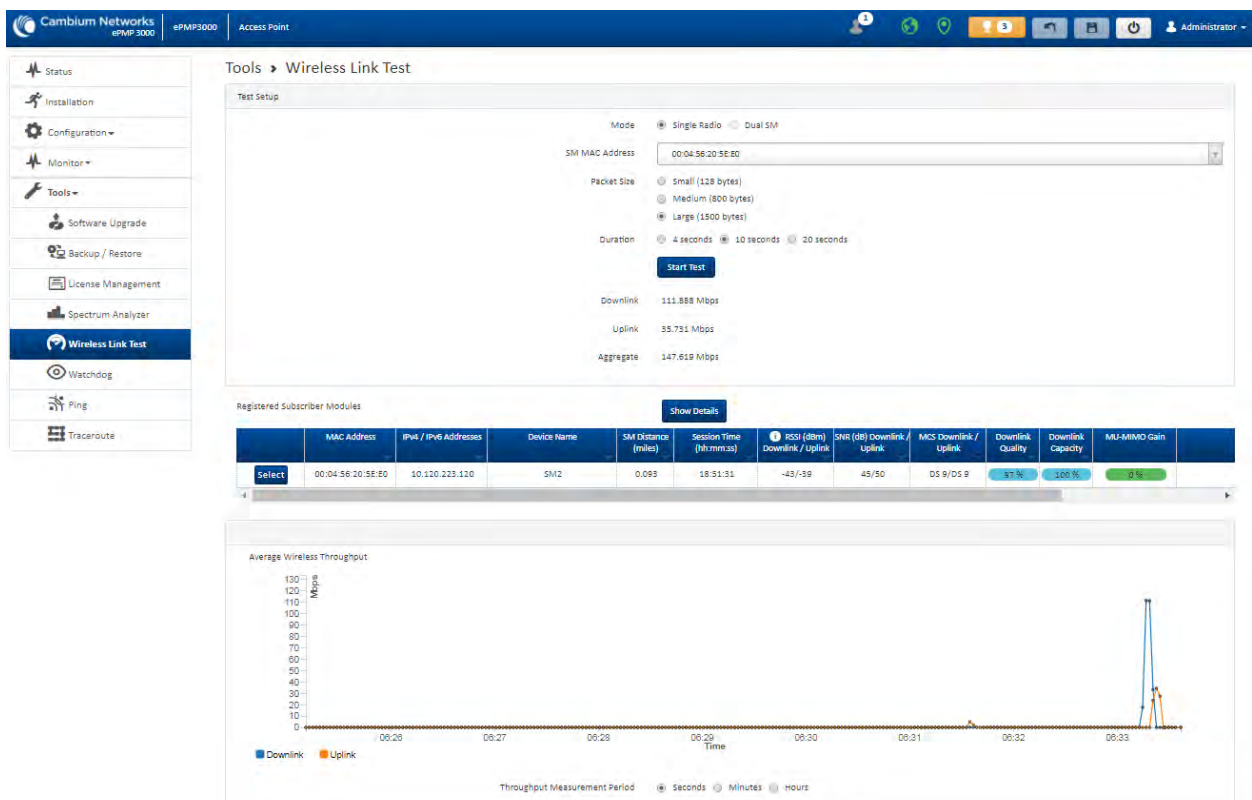 Cambium Networks
ePMP 3000
ePMP3000
Access Point
1
3
Administrator
Status
Installation
Configuration
Monitor
Tools
Software Upgrade
Backup / Restore
License Management
Spectrum Analyzer
Wireless Link Test
Watchdog
Ping
Traceroute
Tools › Wireless Link Test
Test Setup
Mode Single Radio Dual SM
SM MAC Address 00:04:56:20:5E:E0
Packet Size Small (128 bytes)
Medium (800 bytes)
Large (1500 bytes)
Duration 4 seconds 10 seconds 20 seconds
Start Test
Downlink 111.888 Mbps
Uplink 35.731 Mbps
Aggregate 147.619 Mbps
Registered Subscriber Modules
Show Details
MAC Address
IPv4 / IPv6 Addresses
Device Name
SM Distance
(miles)
Session Time
(hh:mm:ss)
RSSI (dBm)
Downlink / Uplink
SNR (dB) Downlink /
Uplink
MCS Downlink /
Uplink
Downlink
Quality
Downlink
Capacity
MU-MIMO Gain
Select 00:04:56:20:5E:E0 10.120.223.120 SM2 0.093 18:51:31 -43/-39 45/50 DS 9/DS 9 97 % 100 % 0 %
Average Wireless Throughput
Mbps
130
120
110
100
90
80
70
60
50
40
30
20
10
0
06:26 06:27 06:28 06:29 06:30 06:31 06:32 06:33
Time
Downlink Uplink
Throughput Measurement Period Seconds Minutes Hours